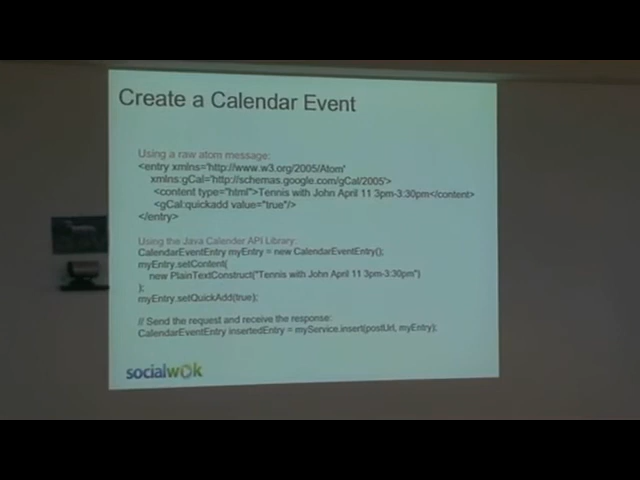 Create a Calendar Event
Using a raw atom message:
<entry xmlns='http://www.w3.org/2005/Atom'
xmlns:gCal='http://schemas.google.com/gCal/2005'>
<content type="html">Tennis with John April 11 3pm-3:30pm</content>
<gCal:quickadd value="true"/>
</entry>
Using the Java Calender API Library:
CalendarEventEntry myEntry = new CalendarEventEntry();
myEntry.setContent(
new PlainTextConstruct("Tennis with John April 11 3pm-3:30pm")
);
myEntry.setQuickAdd(true);
// Send the request and receive the response:
CalendarEventEntry insertedEntry = myService.insert(postUrl, myEntry);
socialwok